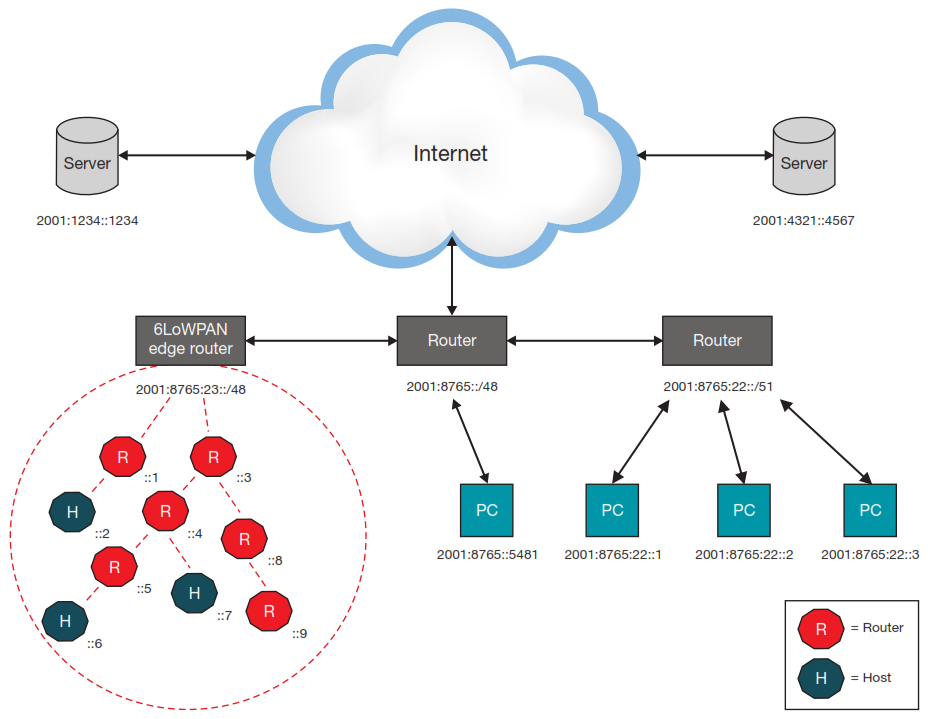 Internet
Server
Server
2001:1234::1234
2001:4321::4567
6LoWPAN
edge router
Router
Router
2001:8765:23::/48
2001:8765::/48
2001:8765:22::/51
R
::1
R
::3
H
::2
R
::4
R
::8
R
::5
H
::7
R
::9
H
::6
PC
PC
PC
PC
2001:8765::5481
2001:8765:22::1
2001:8765:22::2
2001:8765:22::3
R = Router
H = Host